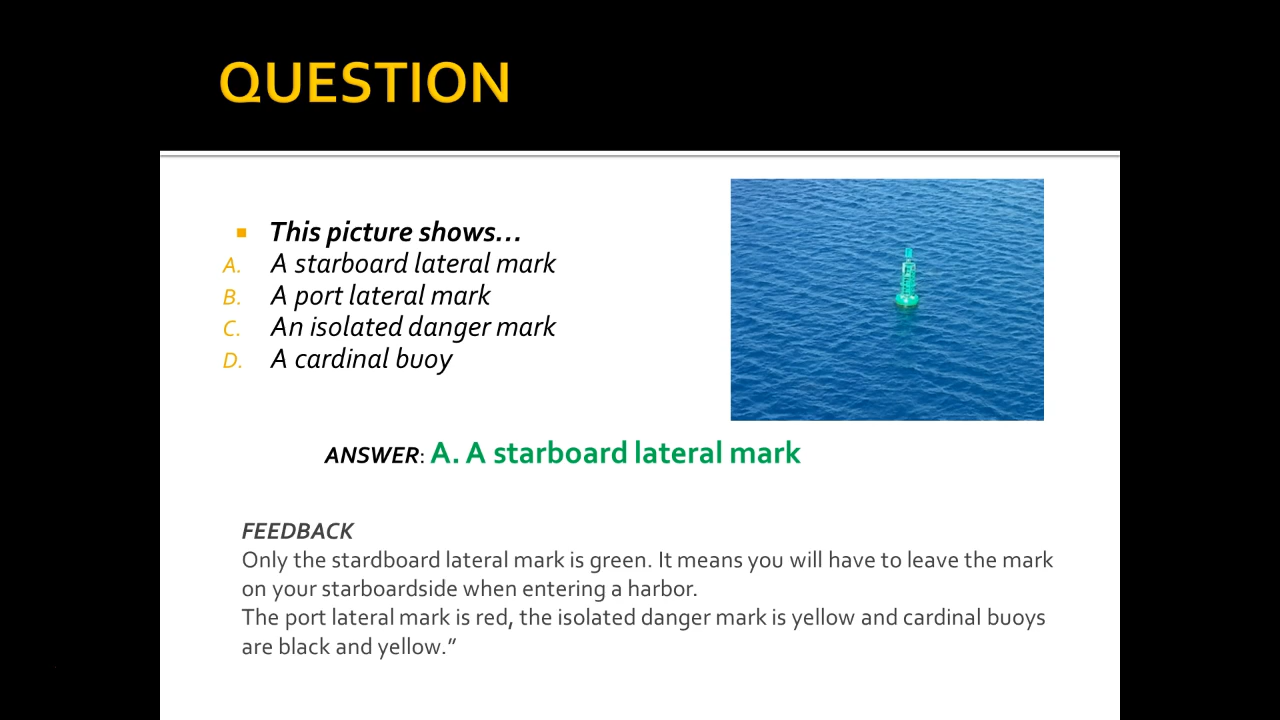 QUESTION
This picture shows...
A. A starboard lateral mark
B. A port lateral mark
C. An isolated danger mark
D. A cardinal buoy
ANSWER: A. A starboard lateral mark
FEEDBACK
Only the stardboard lateral mark is green. It means you will have to leave the mark
on your starboardside when entering a harbor.
The port lateral mark is red, the isolated danger mark is yellow and cardinal buoys
are black and yellow.”